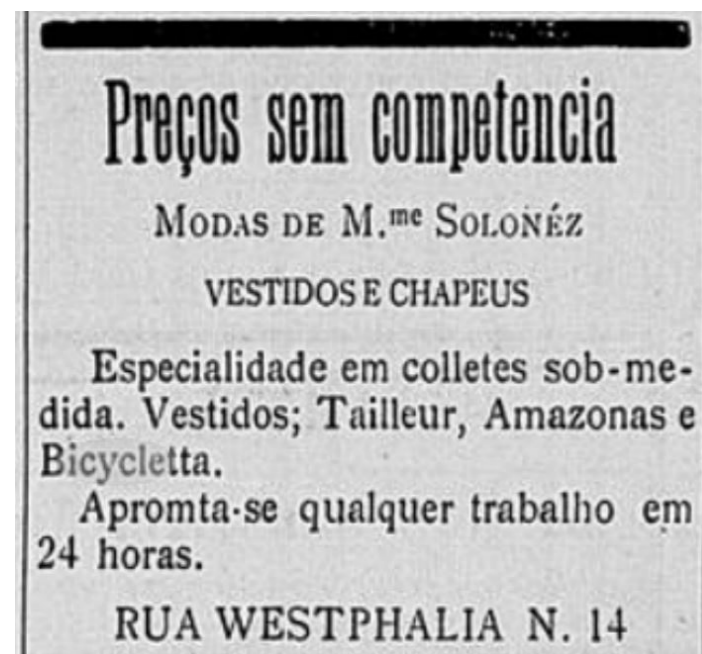 Preços sem competencia
MODAS DE M.me SOLONÉZ
VESTIDOS E CHAPEUS
Especialidade em colletes sob-me-
dida. Vestidos; Tailleur, Amazonas e
Bicycletta.
Apromta-se qualquer trabalho em
24 horas.
RUA WESTPHALIA N. 14